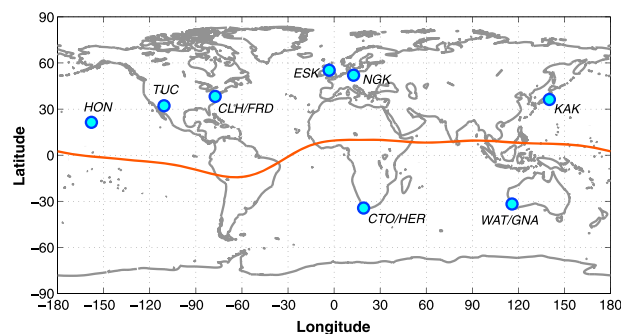 90
60
30
0
−30
−60
−90
Latitude
ESK
NGK
TUC
HON
CLH/FRD
KAK
CTO/HER
WAT/GNA
−180 −150 −120 −90 −60 −30 0 30 60 90 120 150 180
Longitude